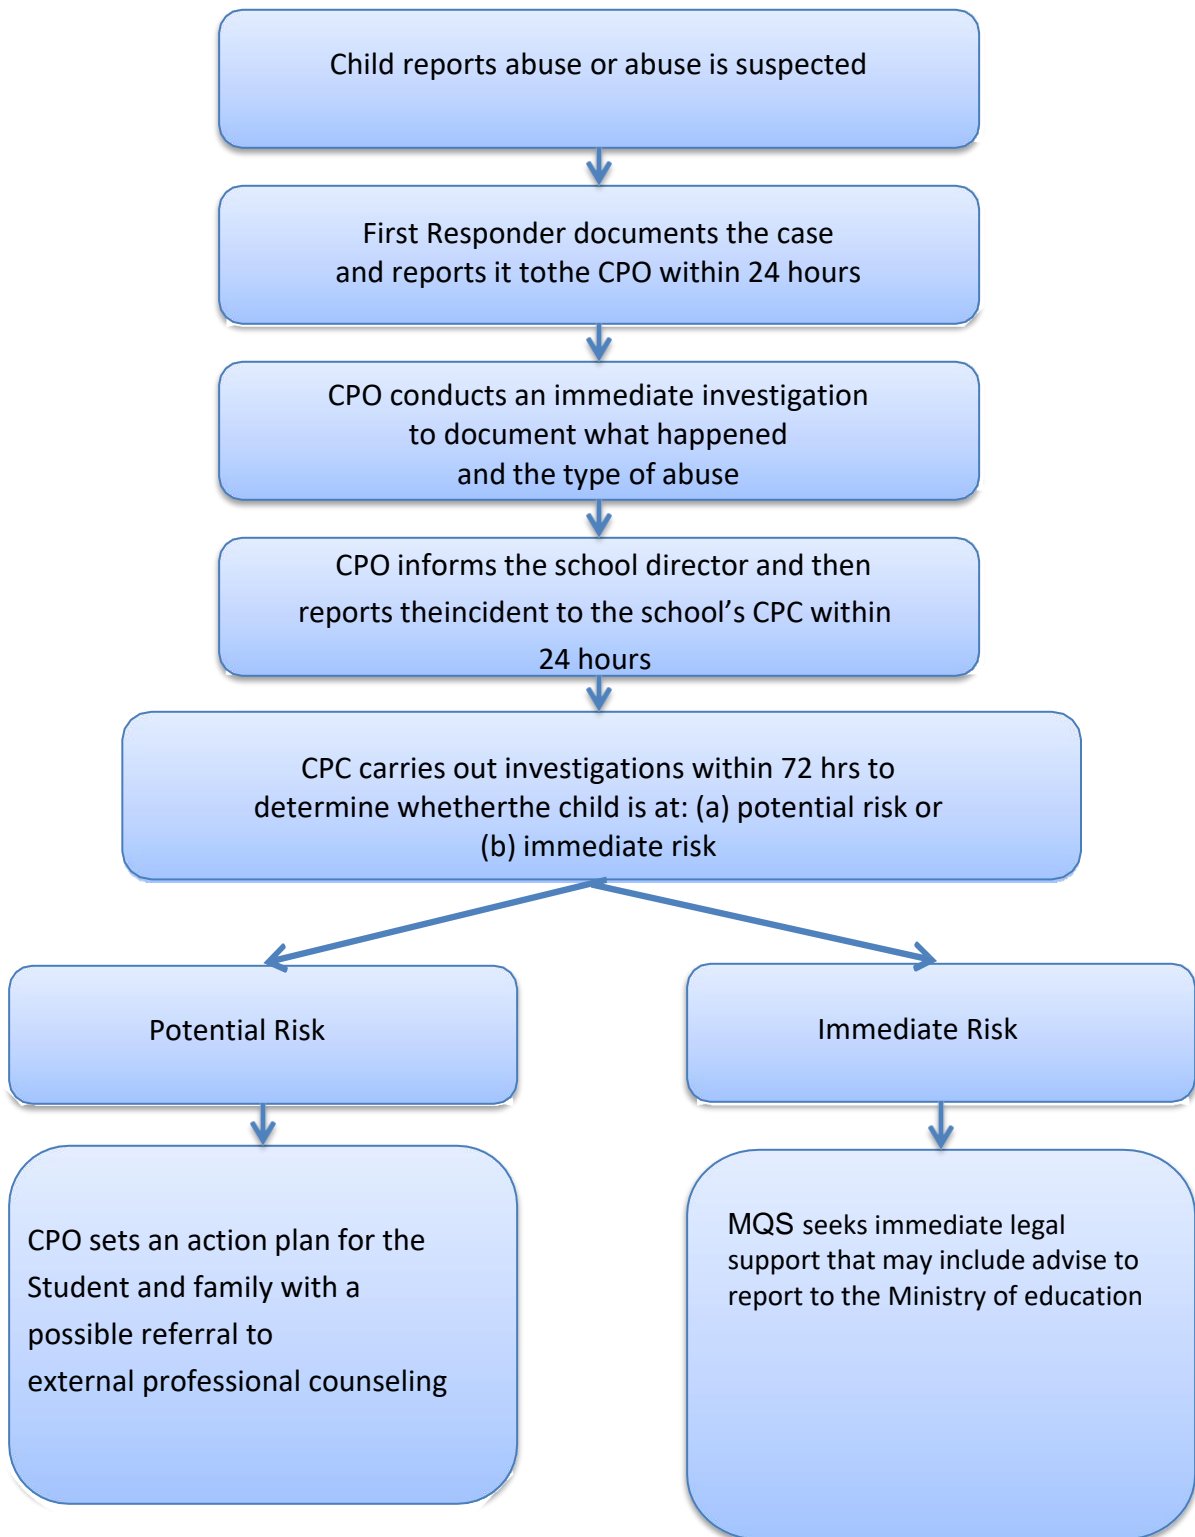 Child reports abuse or abuse is suspected
First Responder documents the case
and reports it tothe CPO within 24 hours
CPO conducts an immediate investigation
to document what happened
and the type of abuse
CPO informs the school director and then
reports theincident to the school’s CPC within
24 hours
CPC carries out investigations within 72 hrs to
determine whetherthe child is at: (a) potential risk or
(b) immediate risk
Potential Risk
Immediate Risk
CPO sets an action plan for the
Student and family with a
possible referral to
external professional counseling
MQS seeks immediate legal
support that may include advise to
report to the Ministry of education